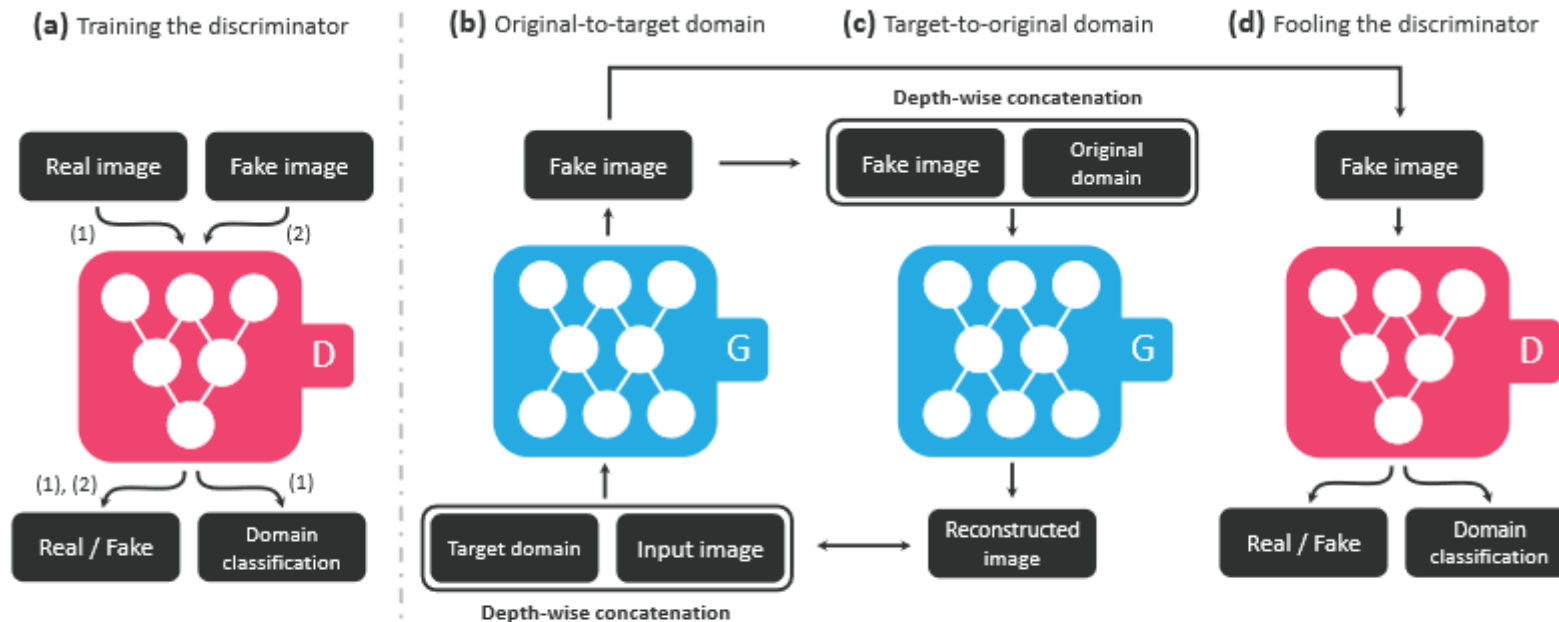 (a) Training the discriminator
Real image
Fake image
(1)
(2)
D
(1), (2)
(1)
Real / Fake
Domain
classification
(b) Original-to-target domain
Fake image
G
Target domain
Input image
Depth-wise concatenation
(c) Target-to-original domain
Depth-wise concatenation
Fake image
Original
domain
G
Reconstructed
image
(d) Fooling the discriminator
Fake image
D
Real / Fake
Domain
classification